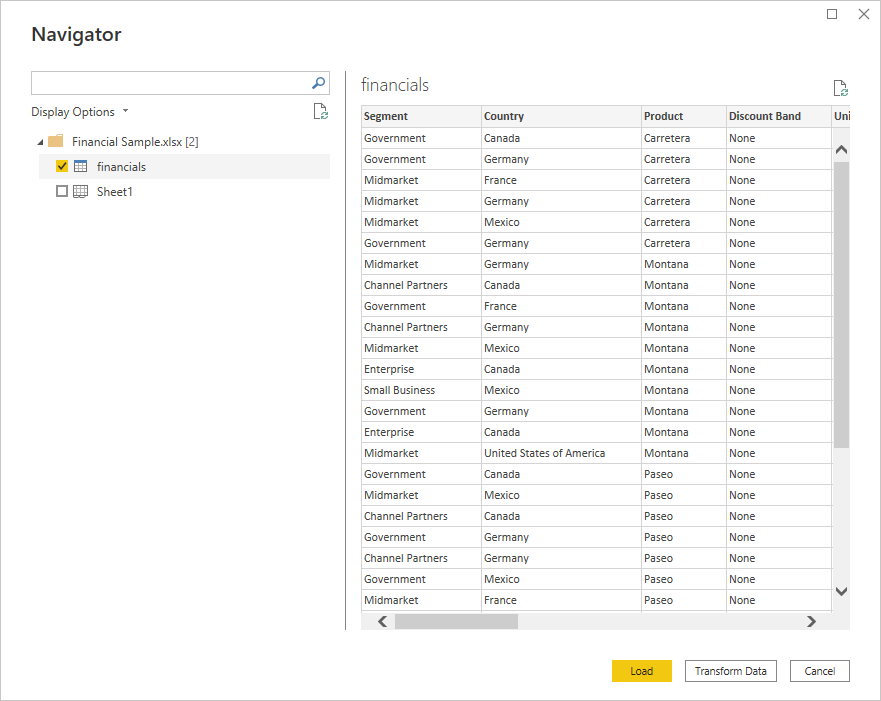 Navigator
Display Options
Financial Sample.xlsx [2]
financials
Sheet1
financials
Segment Country Product Discount Band Uni
Government Canada Carretera None
Government Germany Carretera None
Midmarket France Carretera None
Midmarket Germany Carretera None
Midmarket Mexico Carretera None
Government Germany Carretera None
Midmarket Germany Montana None
Channel Partners Canada Montana None
Government France Montana None
Channel Partners Germany Montana None
Midmarket Mexico Montana None
Enterprise Canada Montana None
Small Business Mexico Montana None
Government Germany Montana None
Enterprise Canada Montana None
Midmarket United States of America Montana None
Government Canada Paseo None
Midmarket Mexico Paseo None
Channel Partners Canada Paseo None
Government Germany Paseo None
Channel Partners Germany Paseo None
Government Mexico Paseo None
Midmarket France Paseo None
Load Transform Data Cancel